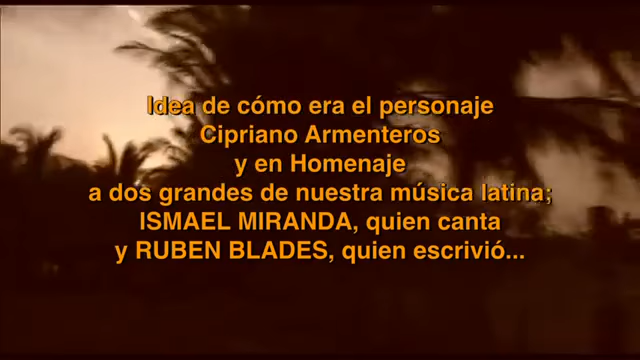 Idea de cómo era el personaje
Cipriano Armenteros
y en Homenaje
a dos grandes de nuestra música latina;
ISMAEL MIRANDA, quien canta
y RUBEN BLADES, quien escrivió...